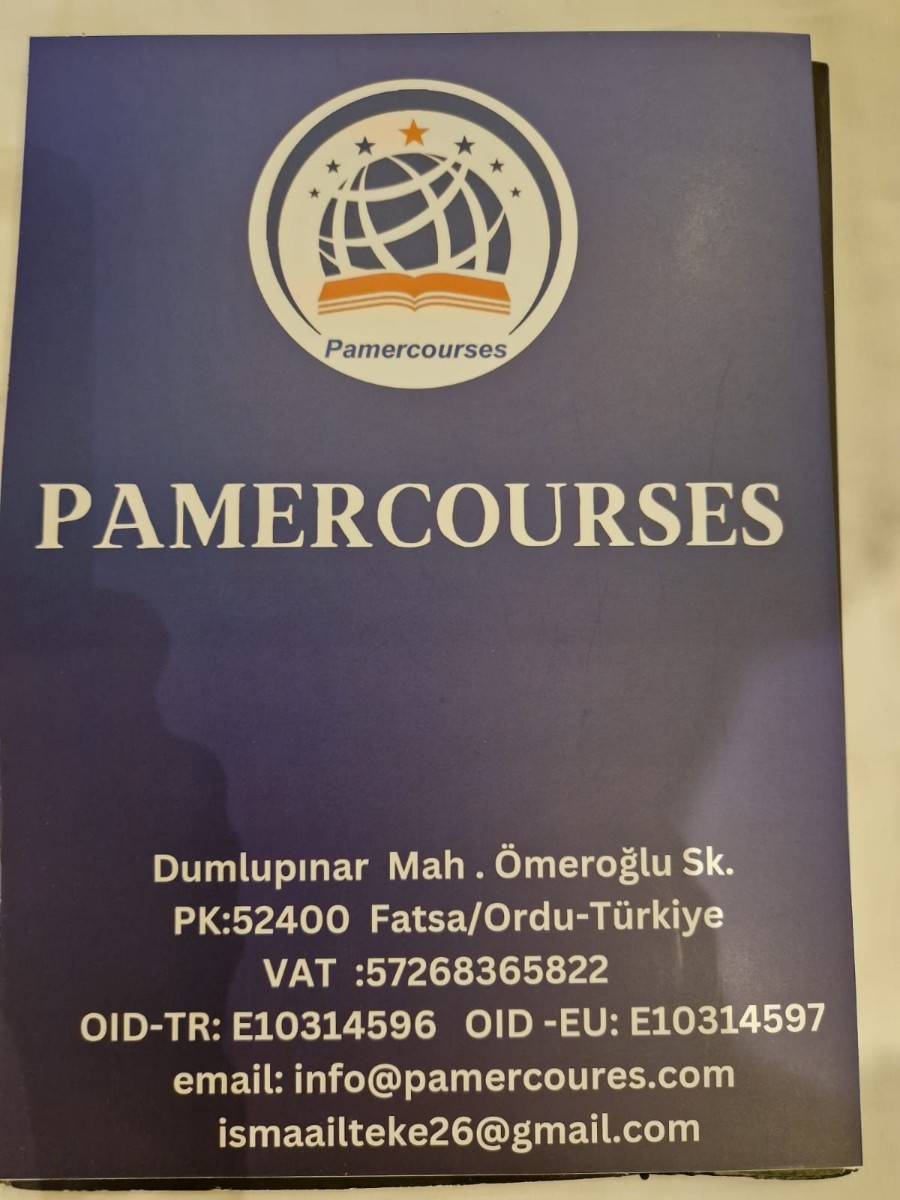 Pamercourses
PAMERCOURSES
Dumlupınar Mah . Ömeroğlu Sk.
PK:52400 Fatsa/Ordu-Türkiye
VAT :57268365822
OID-TR: E10314596 OID -EU: E10314597
email: info@pamercoures.com
ismaailteke26@gmail.com